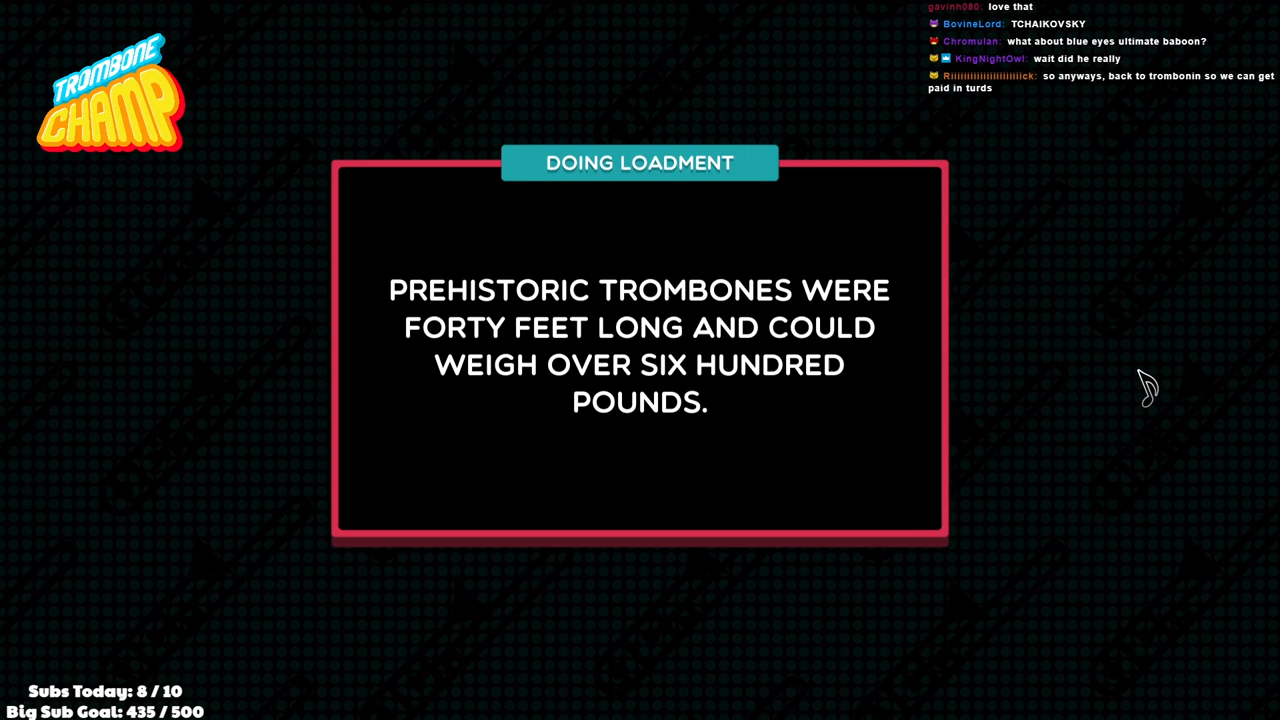 TROMBONE
CHAMP
gavinh080: love that
BovineLord: TCHAIKOVSKY
Chromulan: what about blue eyes ultimate baboon?
KingNightOwl: wait did he really
Riiiiiiiiiiiiiiiiiiiiiick: so anyways, back to trombonin so we can get
paid in turds
DOING LOADMENT
PREHISTORIC TROMBONES WERE
FORTY FEET LONG AND COULD
WEIGH OVER SIX HUNDRED
POUNDS.
Subs Today: 8 / 10
Big Sub Goal: 435 / 500